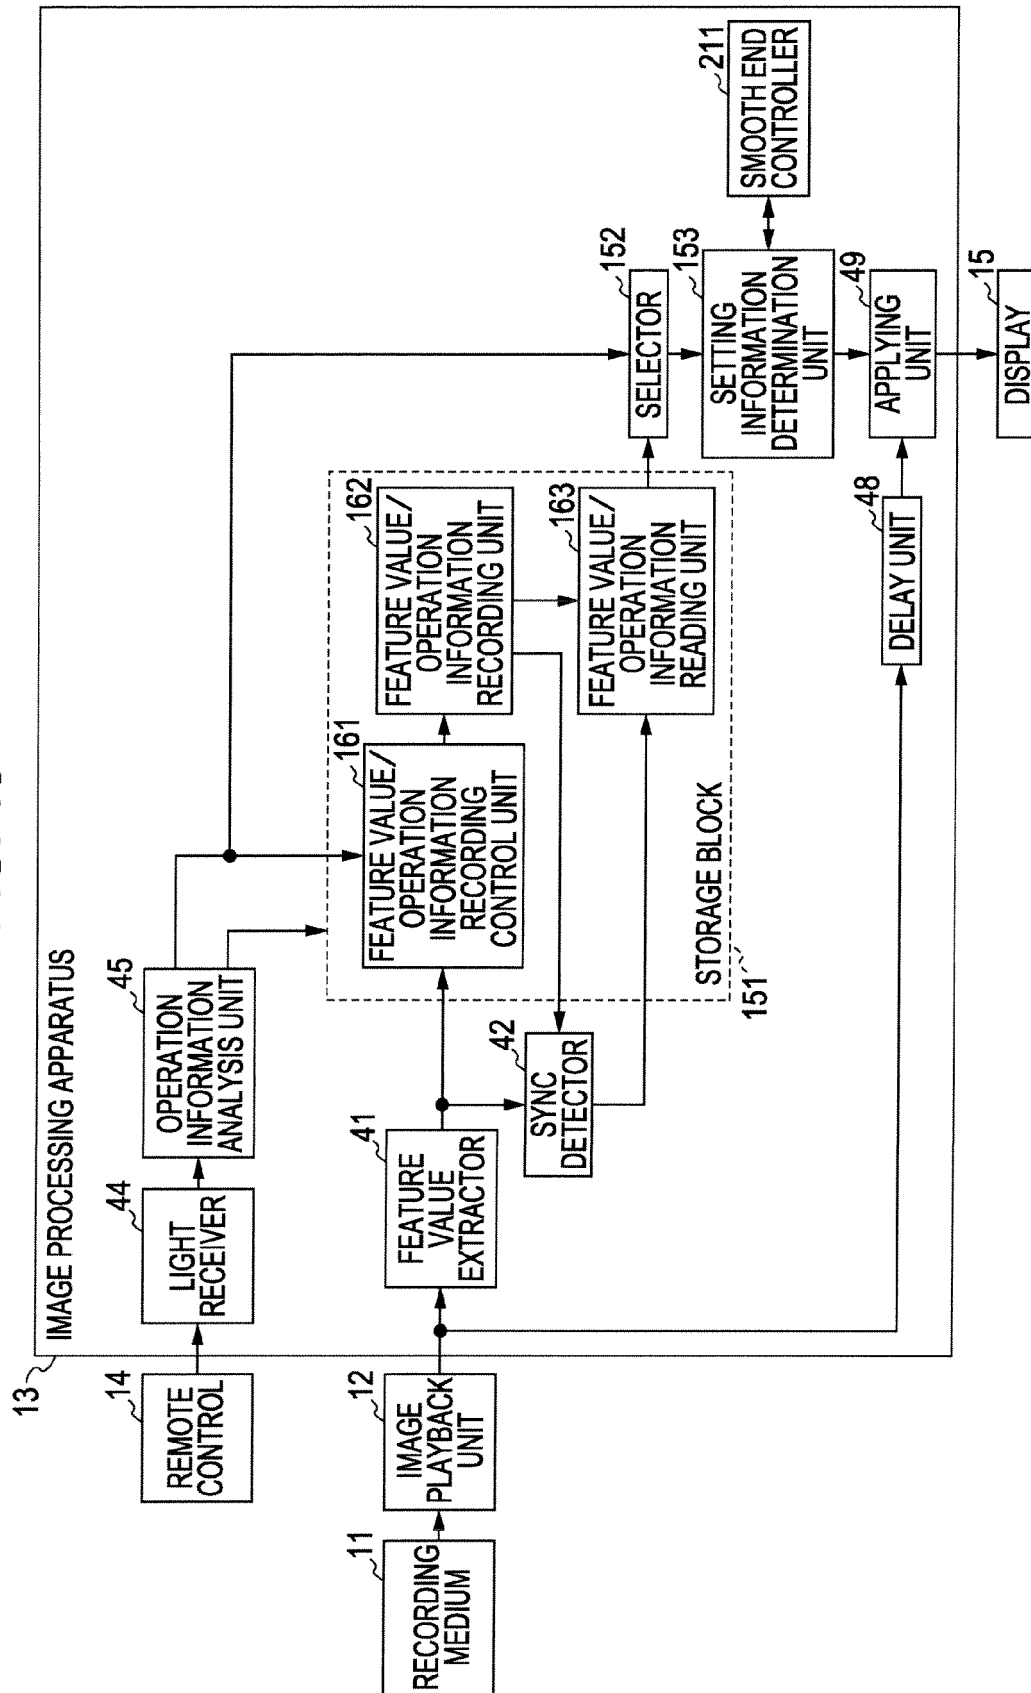 13
IMAGE PROCESSING APPARATUS
14
REMOTE
CONTROL
44
LIGHT
RECEIVER
45
OPERATION
INFORMATION
ANALYSIS UNIT
11
RECORDING
MEDIUM
12
IMAGE
PLAYBACK
UNIT
41
FEATURE
VALUE
EXTRACTOR
42
SYNC
DETECTOR
161
FEATURE VALUE/
OPERATION
INFORMATION
RECORDING
CONTROL UNIT
162
FEATURE VALUE/
OPERATION
INFORMATION
RECORDING UNIT
163
FEATURE VALUE/
OPERATION
INFORMATION
READING UNIT
STORAGE BLOCK
151
152
SELECTOR
153
SETTING
INFORMATION
DETERMINATION
UNIT
211
SMOOTH END
CONTROLLER
48
DELAY UNIT
49
APPLYING
UNIT
15
DISPLAY